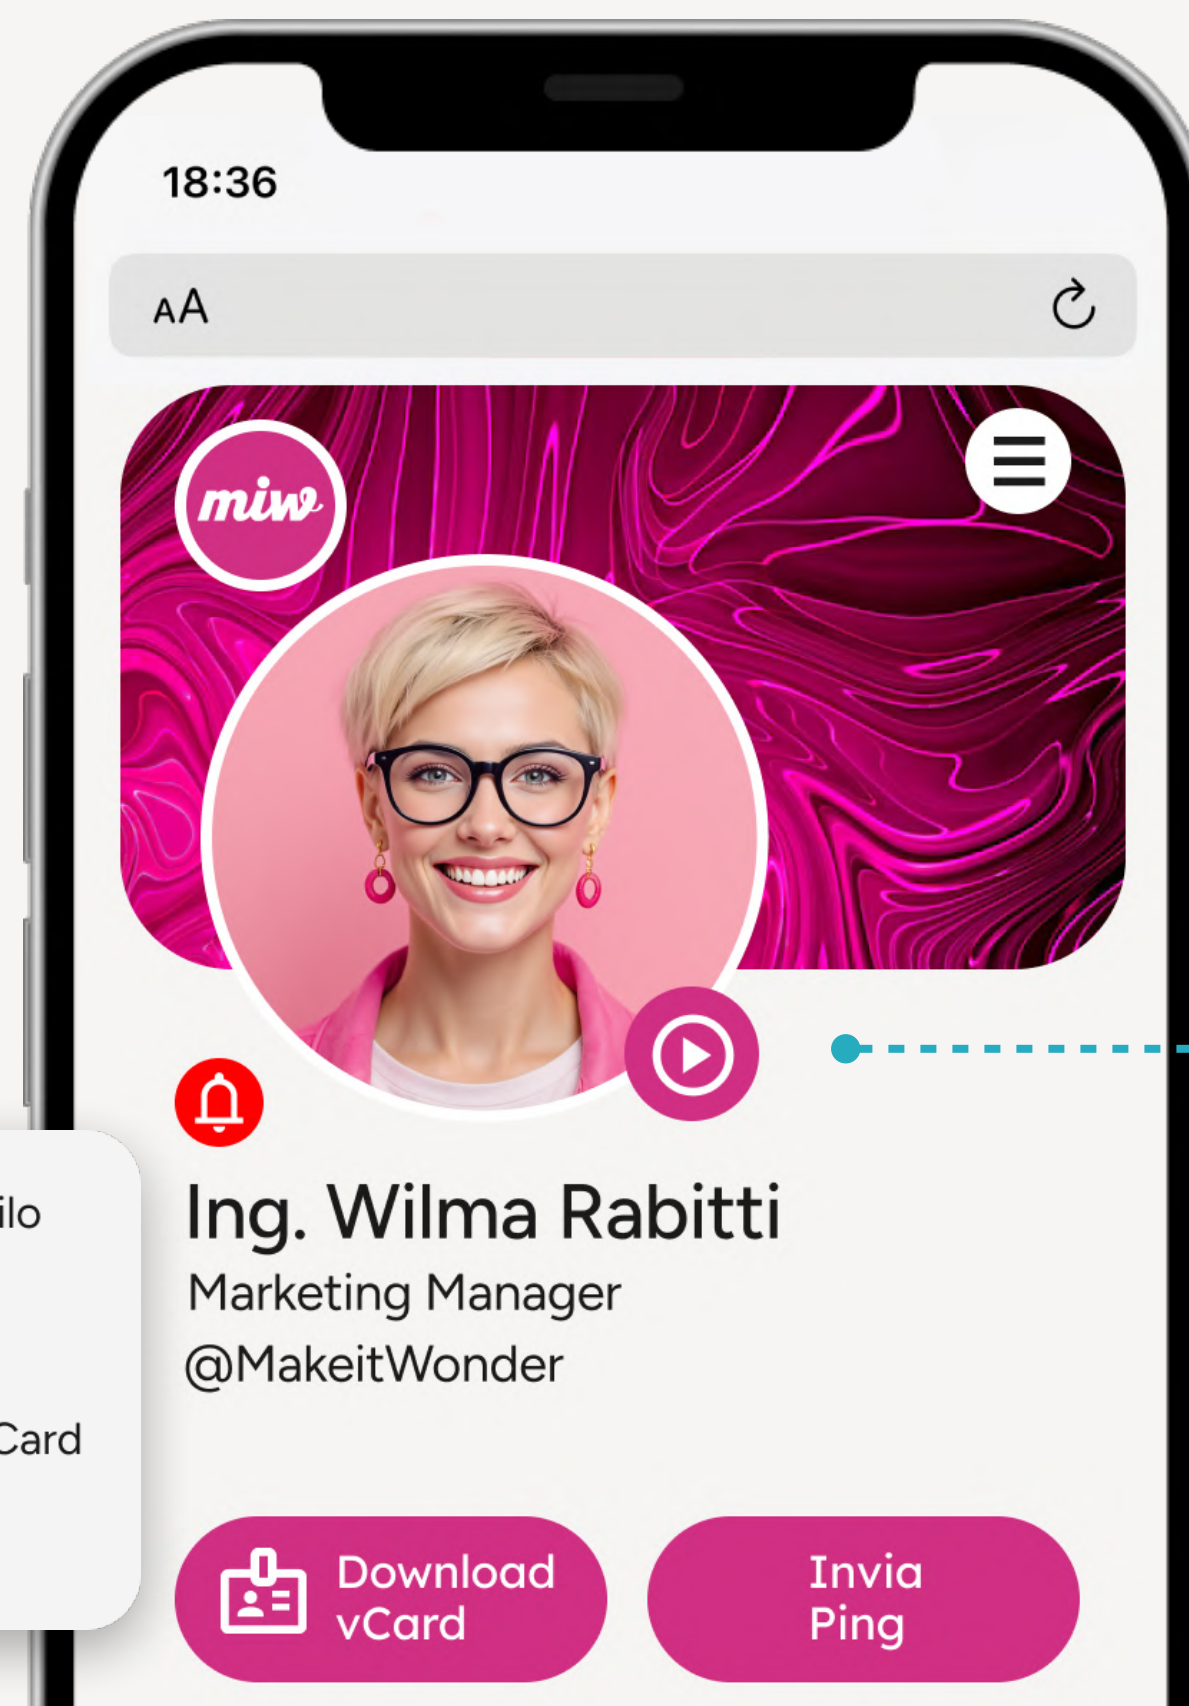 18:36
AA
miw
Ing. Wilma Rabitti
Marketing Manager
@MakeitWonder
ilo
Card
Download
vCard
Invia
Ping